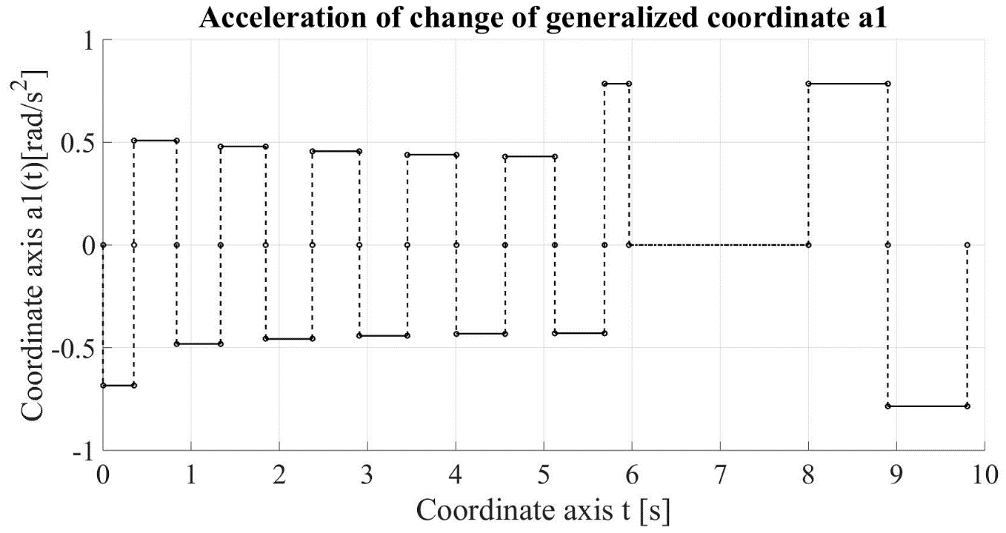 Acceleration of change of generalized coordinate a1
Coordinate axis a1(t)[rad/s²]
1
0.5
0
-0.5
-1
0 1 2 3 4 5 6 7 8 9 10
Coordinate axis t [s]